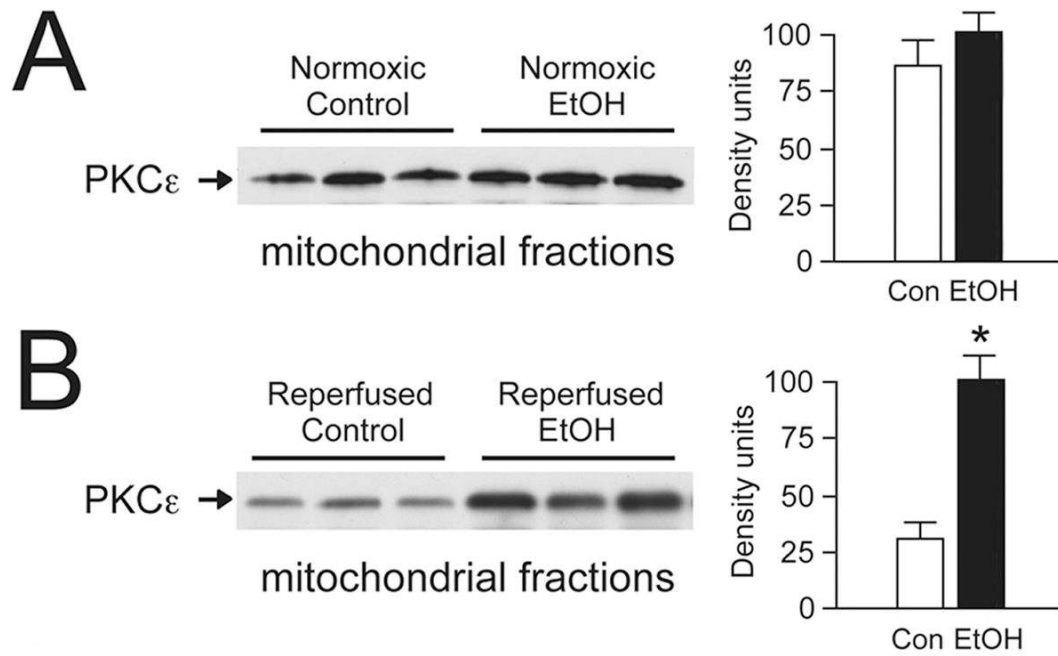 A
Normoxic
Control
Normoxic
EtOH
PKCε
mitochondrial fractions
Density units
100
75
50
25
0
Con EtOH
B
Reperfused
Control
Reperfused
EtOH
PKCε
mitochondrial fractions
Density units
*
100
75
50
25
0
Con EtOH